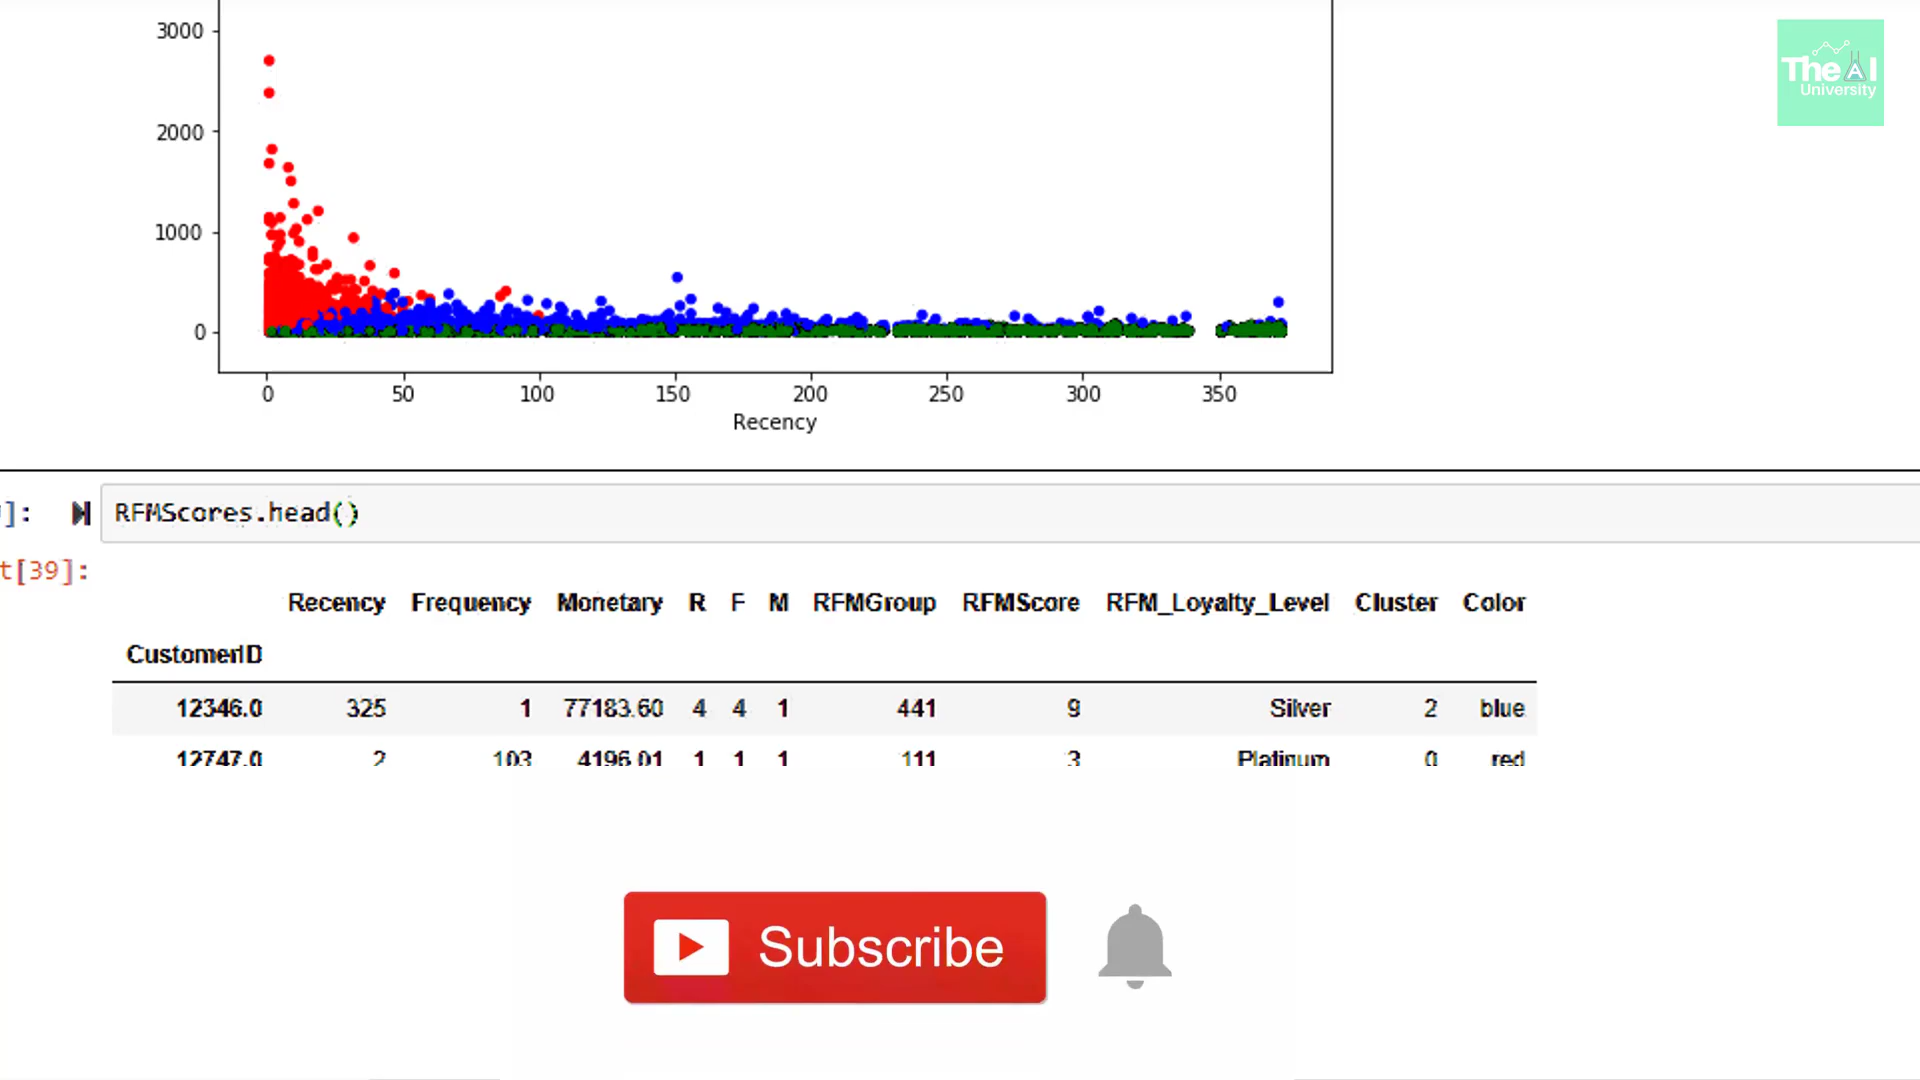 3000
The AI
University
2000
1000
0
0 50 100 150 200 250 300 350
Recency
]: RFMScores.head()
t[39]:
Recency Frequency Monetary R F M RFMGroup RFMScore RFM_Loyalty_Level Cluster Color
CustomerID
12346.0 325 1 77183.60 4 4 1 441 9 Silver 2 blue
12747.0 2 103 4196.01 1 1 1 111 3 Platinum 0 red
Subscribe